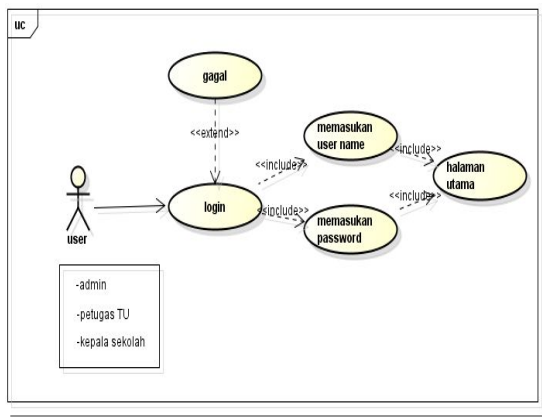 uc
gagal
<<extend>>
memasukan
user name
<<include>>
<<include>>
halaman
utama
login
<<include>>
<<include>>
memasukan
password
user
-admin
-petugas TU
-kepala sekolah